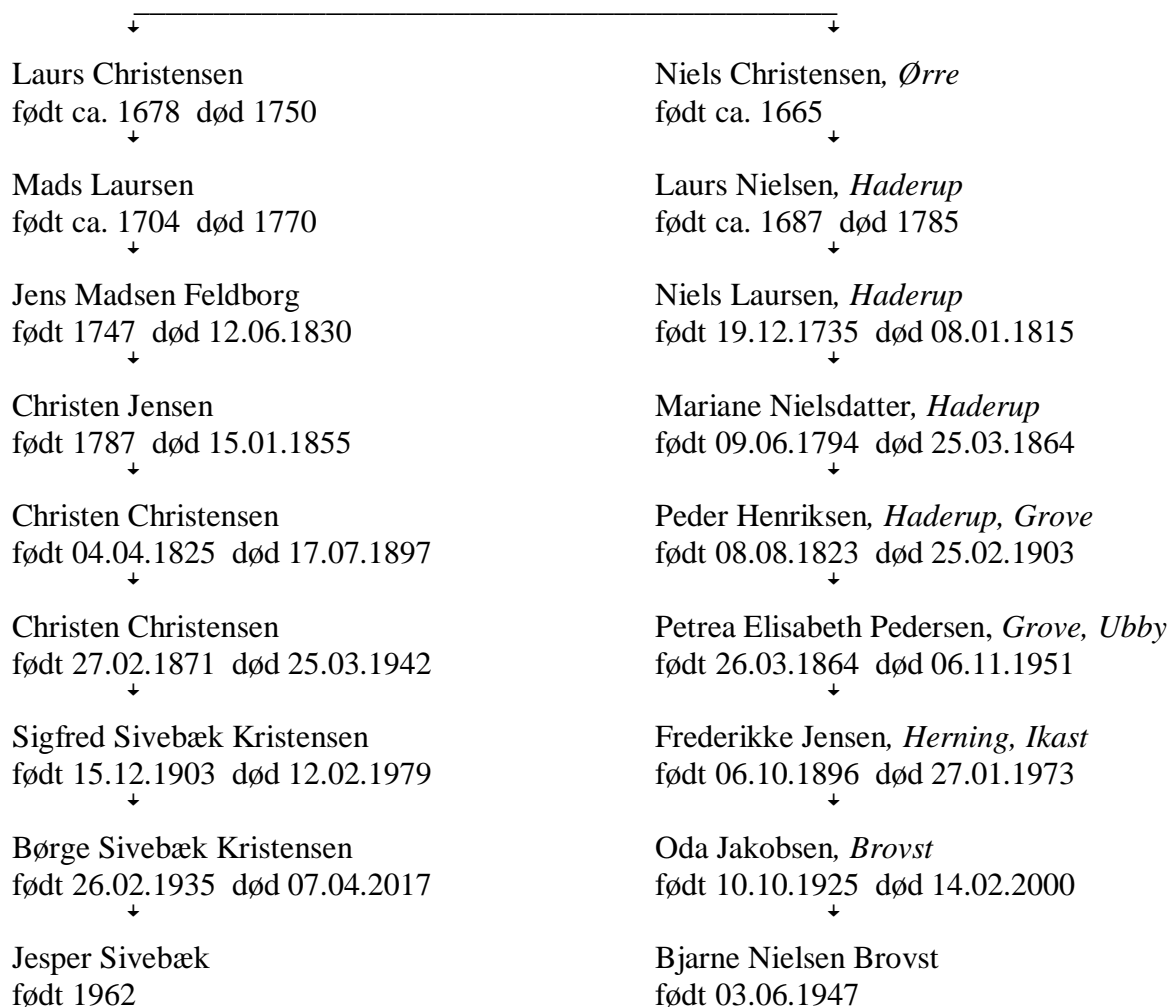 Laurs Christensen
født ca. 1678 død 1750
Mads Laursen
født ca. 1704 død 1770
Jens Madsen Feldborg
født 1747 død 12.06.1830
Christen Jensen
født 1787 død 15.01.1855
Christen Christensen
født 04.04.1825 død 17.07.1897
Christen Christensen
født 27.02.1871 død 25.03.1942
Sigfred Sivebæk Kristensen
født 15.12.1903 død 12.02.1979
Børge Sivebæk Kristensen
født 26.02.1935 død 07.04.2017
Jesper Sivebæk
født 1962
Niels Christensen, Ørre
født ca. 1665
Laurs Nielsen, Haderup
født ca. 1687 død 1785
Niels Laursen, Haderup
født 19.12.1735 død 08.01.1815
Mariane Nielsdatter, Haderup
født 09.06.1794 død 25.03.1864
Peder Henriksen, Haderup, Grove
født 08.08.1823 død 25.02.1903
Petrea Elisabeth Pedersen, Grove, Ubby
født 26.03.1864 død 06.11.1951
Frederikke Jensen, Herning, Ikast
født 06.10.1896 død 27.01.1973
Oda Jakobsen, Brovst
født 10.10.1925 død 14.02.2000
Bjarne Nielsen Brovst
født 03.06.1947